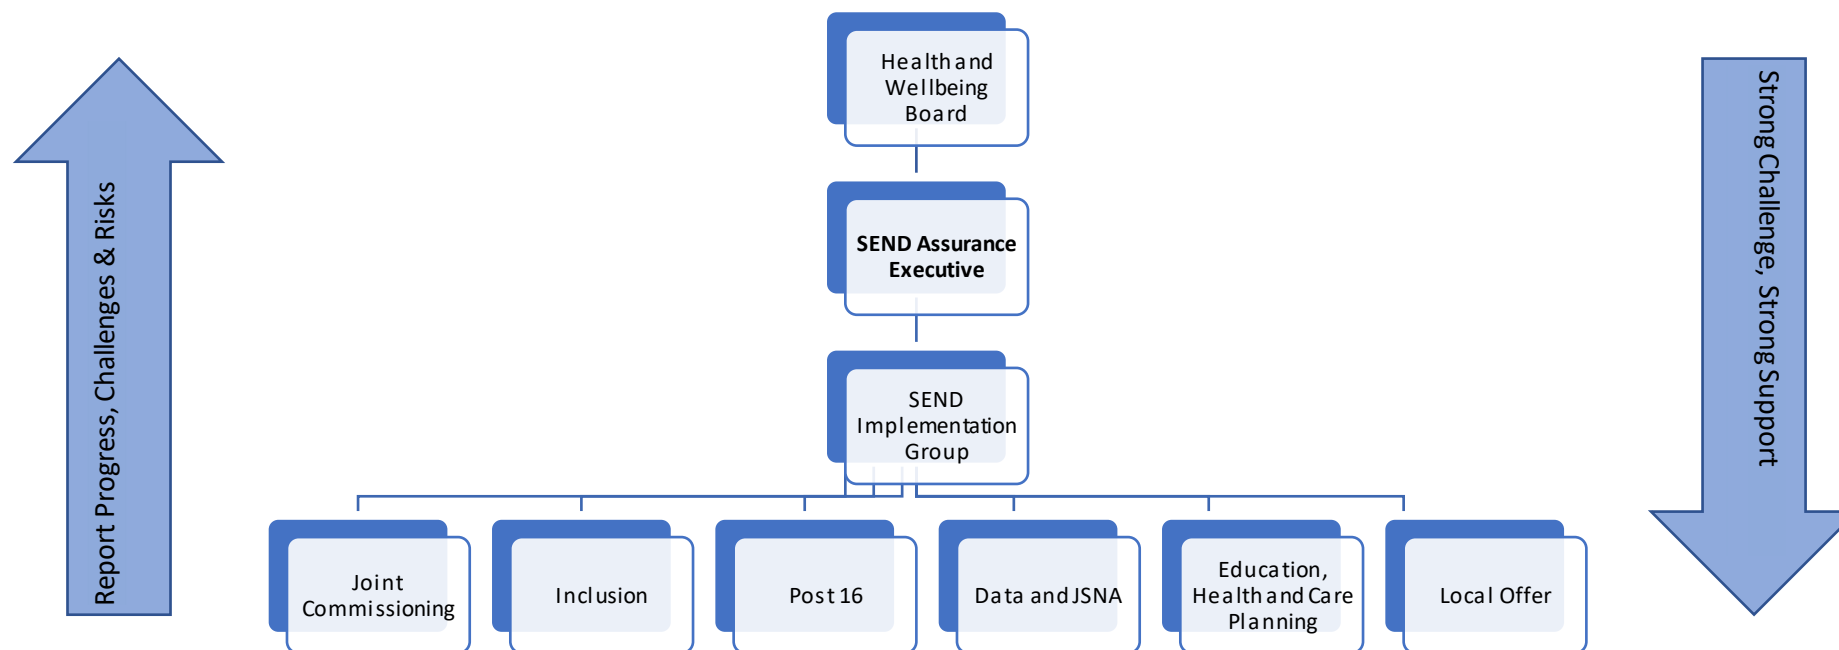 Report Progress, Challenges & Risks
Health and
Wellbeing
Board
SEND Assurance
Executive
SEND
Implementation
Group
Joint
Commissioning
Inclusion
Post 16
Data and JSNA
Education,
Health and Care
Planning
Local Offer
Strong Challenge, Strong Support